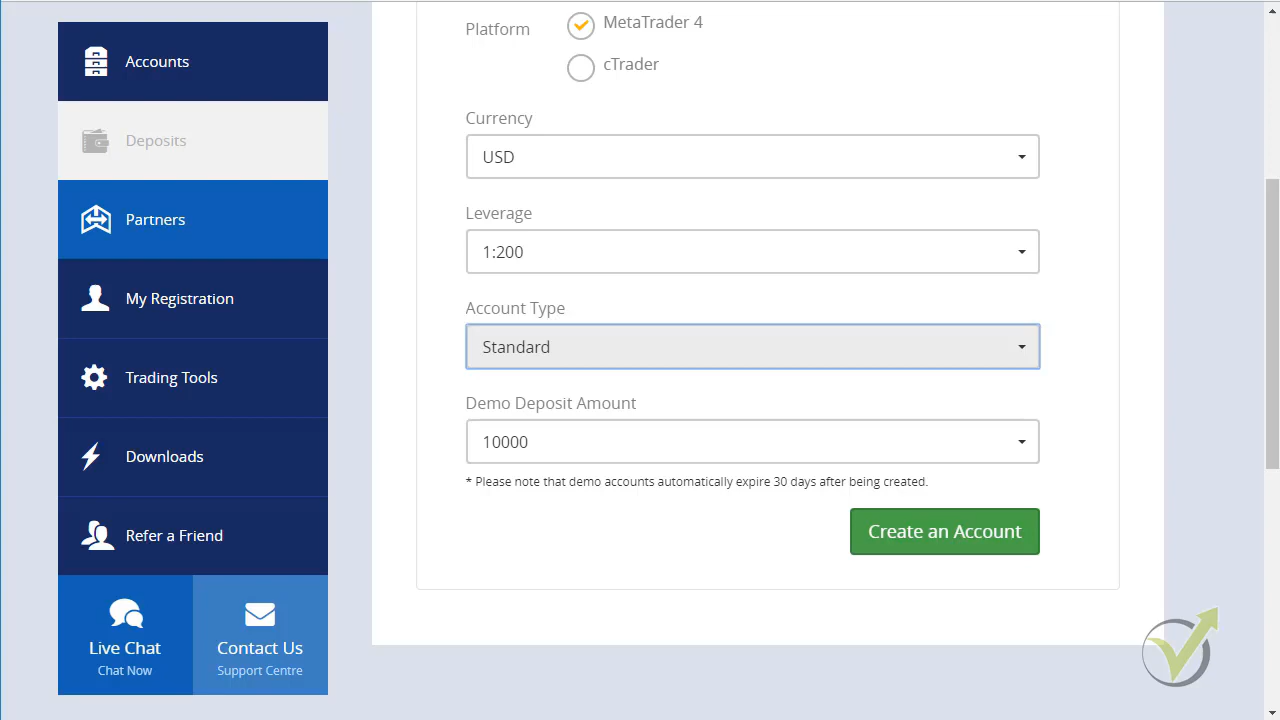 Accounts
Deposits
Partners
My Registration
Trading Tools
Downloads
Refer a Friend
Live Chat
Chat Now
Contact Us
Support Centre
Platform
MetaTrader 4
cTrader
Currency
USD
Leverage
1:200
Account Type
Standard
Demo Deposit Amount
10000
* Please note that demo accounts automatically expire 30 days after being created.
Create an Account